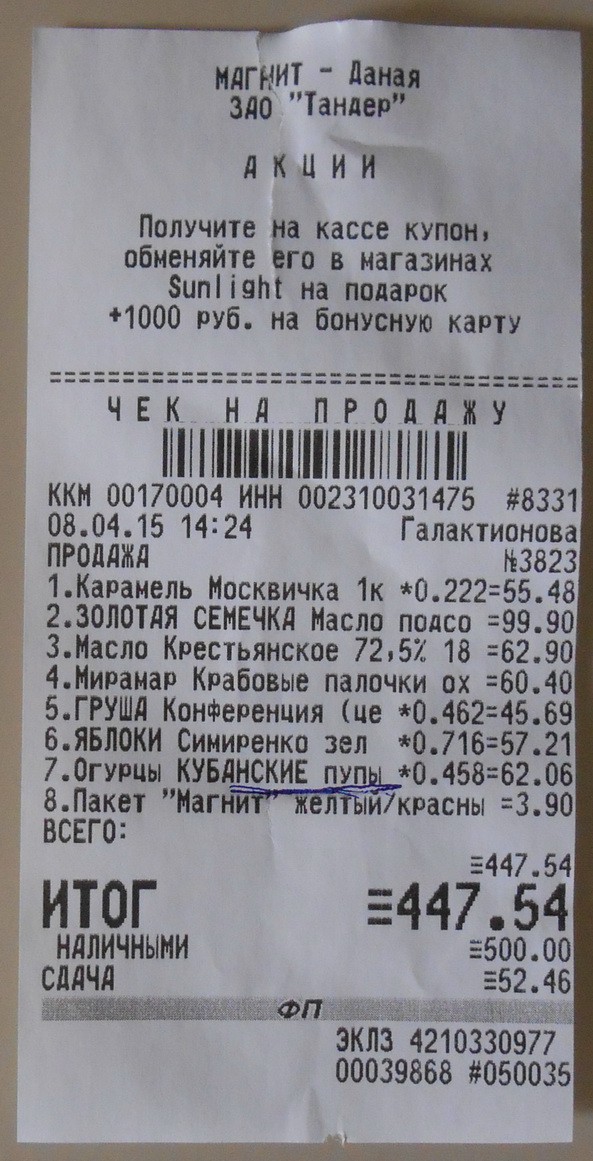 МАГНИТ - Даная
ЗАО "Тандер"
АКЦИИ
Получите на кассе купон,
обменяйте его в магазинах
Sunlight на подарок
+1000 руб. на бонусную карту
================================================
ЧЕК НА ПРОДАЖУ
ККМ 00170004 ИНН 002310031475 #8331
08.04.15 14:24 Галактионова
ПРОДАЖА №3823
1.Карамель Москвичка 1к *0.222=55.48
2.ЗОЛОТАЯ СЕМЕЧКА Масло подсо =99.90
3.Масло Крестьянское 72,5% 18 =62.90
4.Мирамар Крабовые палочки ох =60.40
5.ГРУША Конференция (це *0.462=45.69
6.ЯБЛОКИ Симиренко зел *0.716=57.21
7.Огурцы КУБАНСКИЕ пупы *0.458=62.06
8.Пакет "Магнит" желтый/красны =3.90
ВСЕГО:
≡447.54
ИТОГ ≡447.54
НАЛИЧНЫМИ ≡500.00
СДАЧА ≡52.46
ФП
ЭКЛЗ 4210330977
00039868 #050035